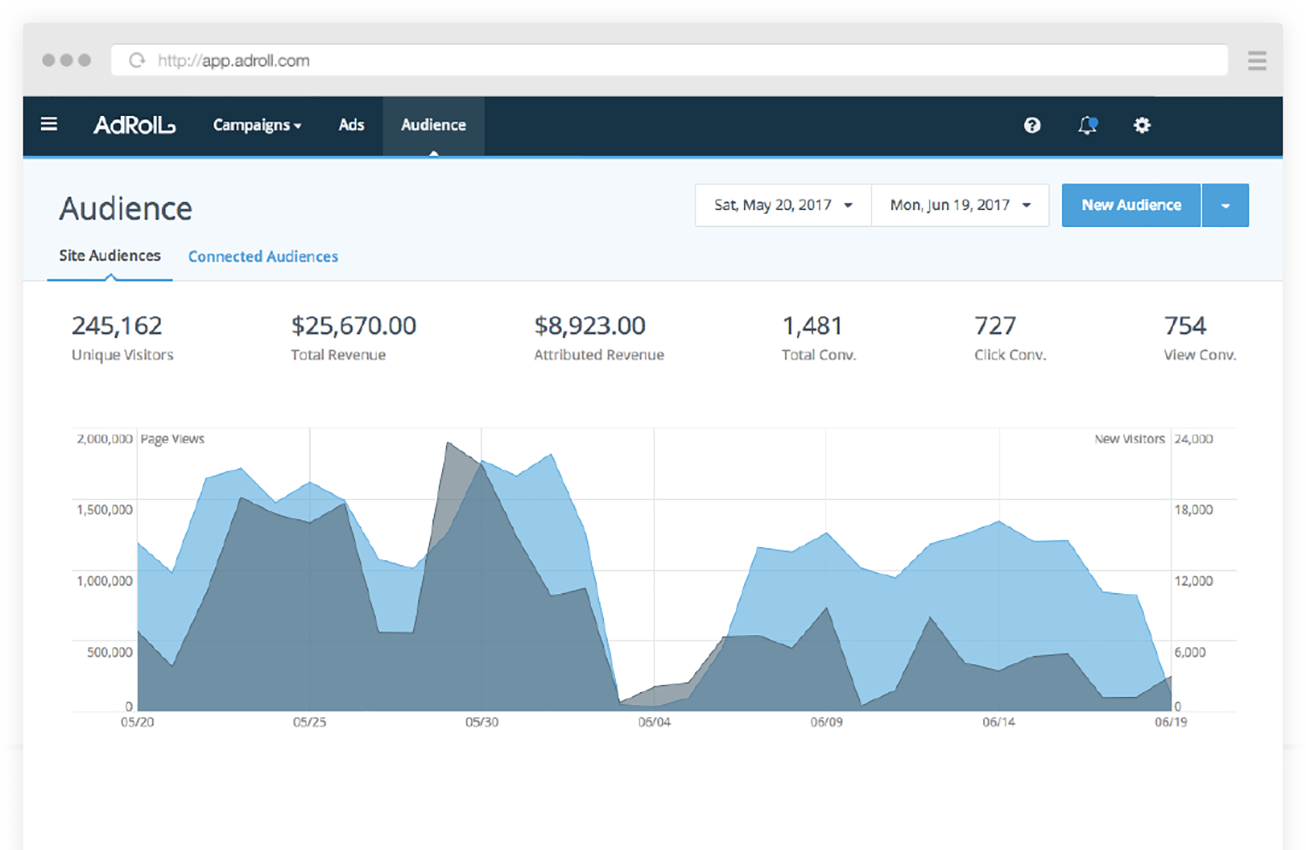 http://app.adroll.com
AdRoll Campaigns Ads Audience
Audience
Sat, May 20, 2017 Mon, Jun 19, 2017 New Audience
Site Audiences Connected Audiences
245,162 $25,670.00 $8,923.00 1,481 727 754
Unique Visitors Total Revenue Attributed Revenue Total Conv. Click Conv. View Conv.
2,000,000 Page Views New Visitors 24,000
1,500,000 18,000
1,000,000 12,000
500,000 6,000
0 0
05/20 05/25 05/30 06/04 06/09 06/14 06/19